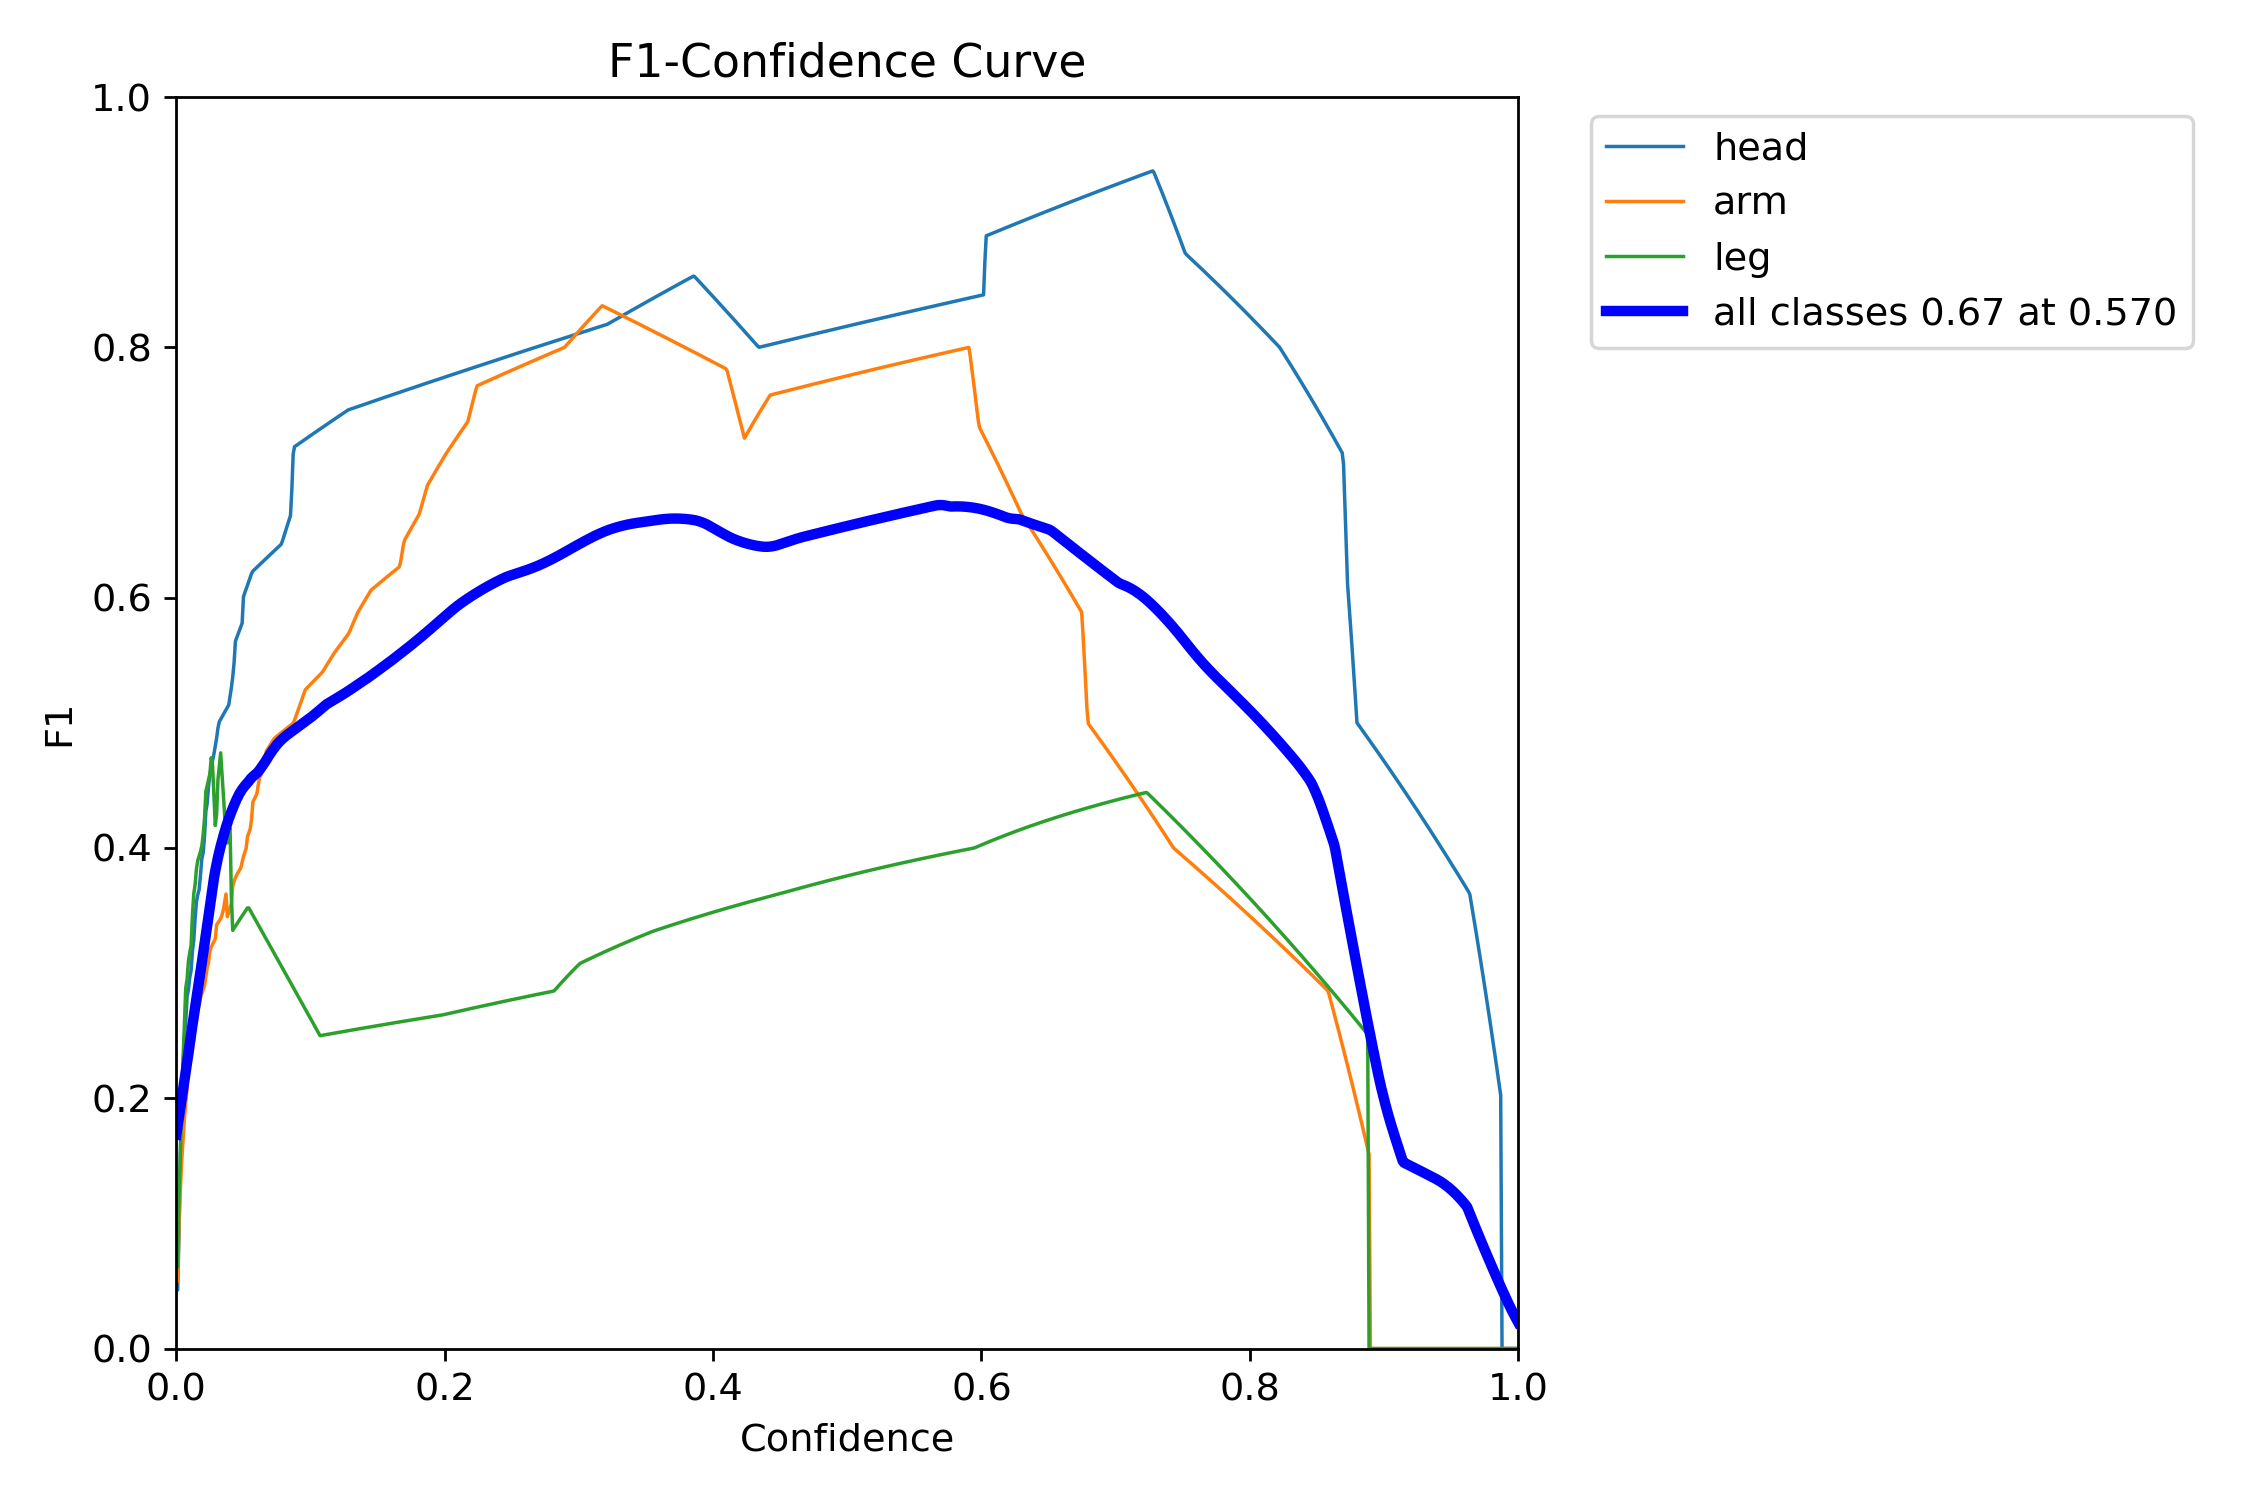 F1-Confidence Curve
1.0
0.8
0.6
0.4
0.2
0.0
F1
0.0 0.2 0.4 0.6 0.8 1.0
Confidence
head
arm
leg
all classes 0.67 at 0.570